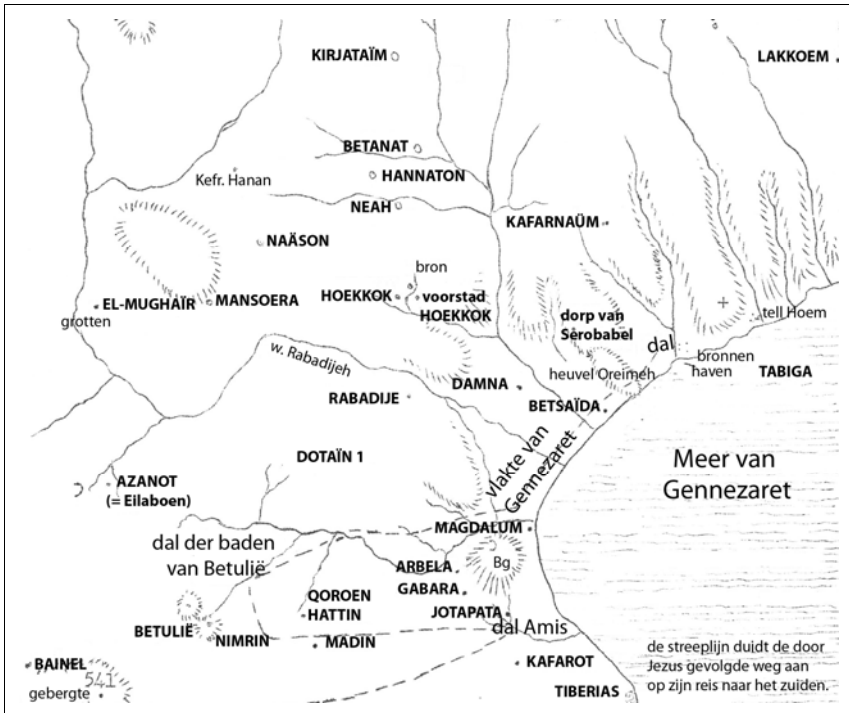 KIRJATAÏM
LAKKOEM
BETANAT
HANNATON
Kefr. Hanan
NEAH
KAFARNAÜM
NAÄSON
bron
EL-MUGHAÏR
MANSOERA
HOEKKOK
voorstad
HOEKKOK
grotten
dorp van
Serobabel
dal
tell Hoem
bronnen
haven
TABIGA
w. Rabadijeh
heuvel Oreimeh
DAMNA
RABADIJE
BETSAÏDA
vlakte van
Gennezaret
DOTAÏN 1
Meer van
Gennezaret
AZANOT
(= Eilaboen)
MAGDALUM
dal der baden
van Betulië
ARBELA
Bg
GABARA
QOROEN
HATTIN
JOTAPATA
dal Amis
BETULIË
NIMRIN
MADIN
KAFAROT
BAINEL
541
gebergte
TIBERIAS
de streeplijn duidt de door
Jezus gevolgde weg aan
op zijn reis naar het zuiden.